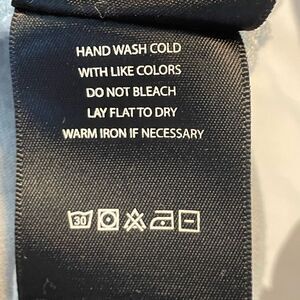 HAND WASH COLD
WITH LIKE COLORS
DO NOT BLEACH
LAY FLAT TO DRY
WARM IRON IF NECESSARY
30